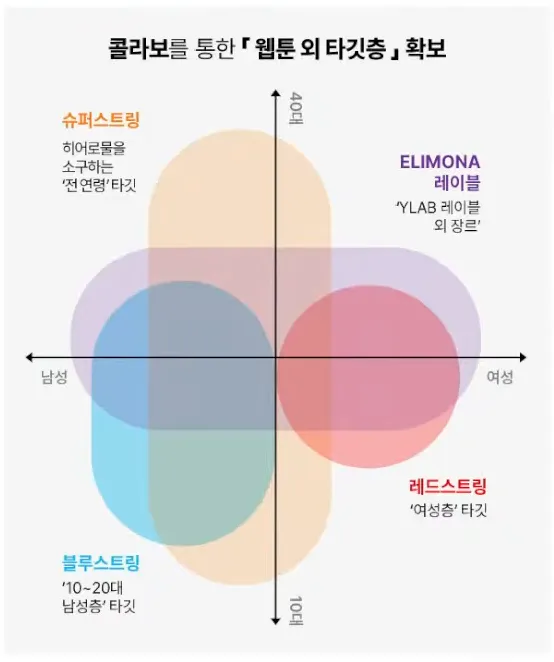 콜라보를 통한 「 웹툰 외 타깃층 」 확보
40대
슈퍼스트링
히어로물을
소구하는
‘전 연령’ 타깃
ELIMONA
레이블
‘YLAB 레이블
외 장르’
남성
여성
레드스트링
‘여성층’ 타깃
블루스트링
‘10~20대
남성층’ 타깃
10대